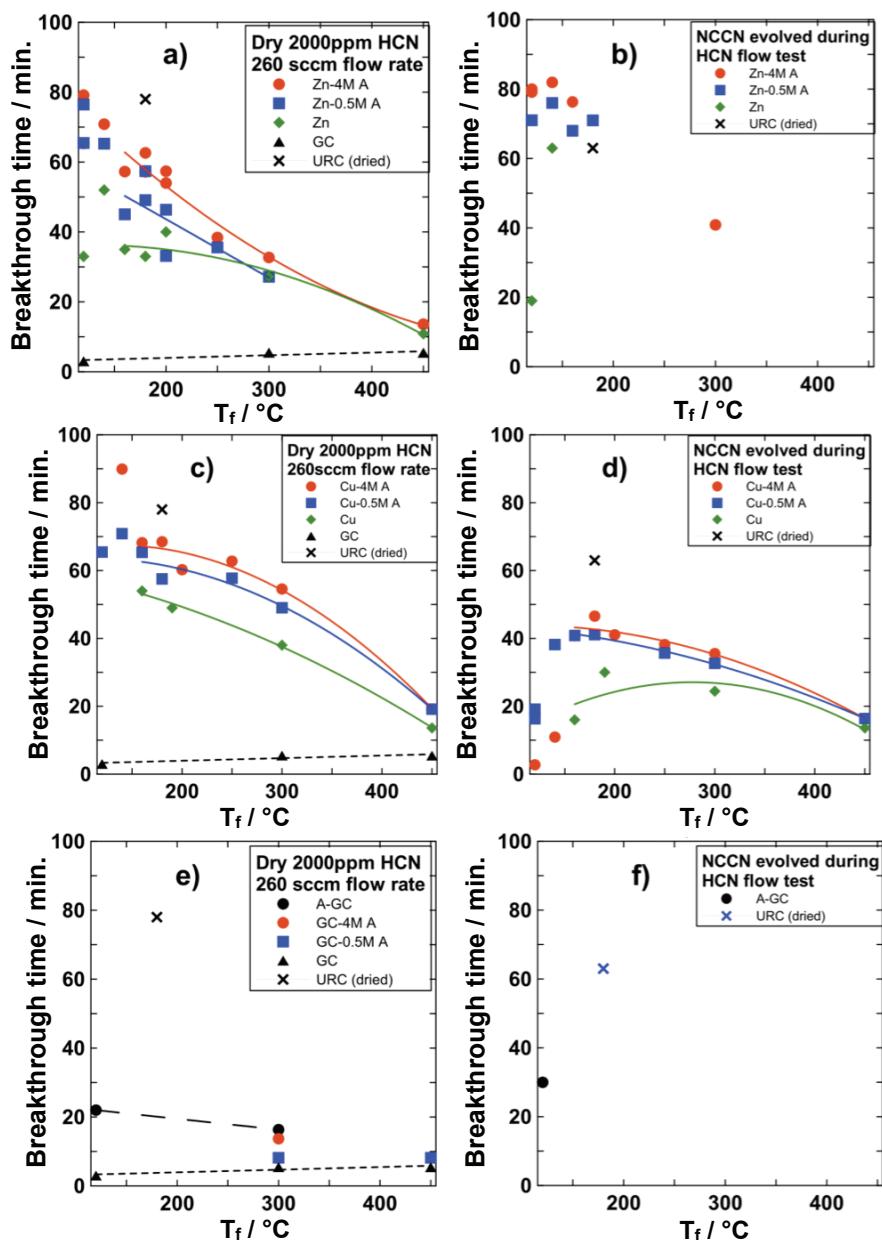 a)
Dry 2000ppm HCN
260 sccm flow rate
Zn-4M A
Zn-0.5M A
Zn
GC
URC (dried)
100
80
60
40
20
0
200
300
400
Breakthrough time / min.
Tf / °C
b)
NCCN evolved during
HCN flow test
Zn-4M A
Zn-0.5M A
Zn
URC (dried)
100
80
60
40
20
0
200
300
400
Breakthrough time / min.
Tf / °C
c)
Dry 2000ppm HCN
260sccm flow rate
Cu-4M A
Cu-0.5M A
Cu
GC
URC (dried)
100
80
60
40
20
0
200
300
400
Breakthrough time / min.
Tf / °C
d)
NCCN evolved during
HCN flow test
Cu-4M A
Cu-0.5M A
Cu
URC (dried)
100
80
60
40
20
0
200
300
400
Breakthrough time / min.
Tf / °C
e)
Dry 2000ppm HCN
260 sccm flow rate
A-GC
GC-4M A
GC-0.5M A
GC
URC (dried)
100
80
60
40
20
0
200
300
400
Breakthrough time / min.
Tf / °C
f)
NCCN evolved during
HCN flow test
A-GC
URC (dried)
100
80
60
40
20
0
200
300
400
Breakthrough time / min.
Tf / °C